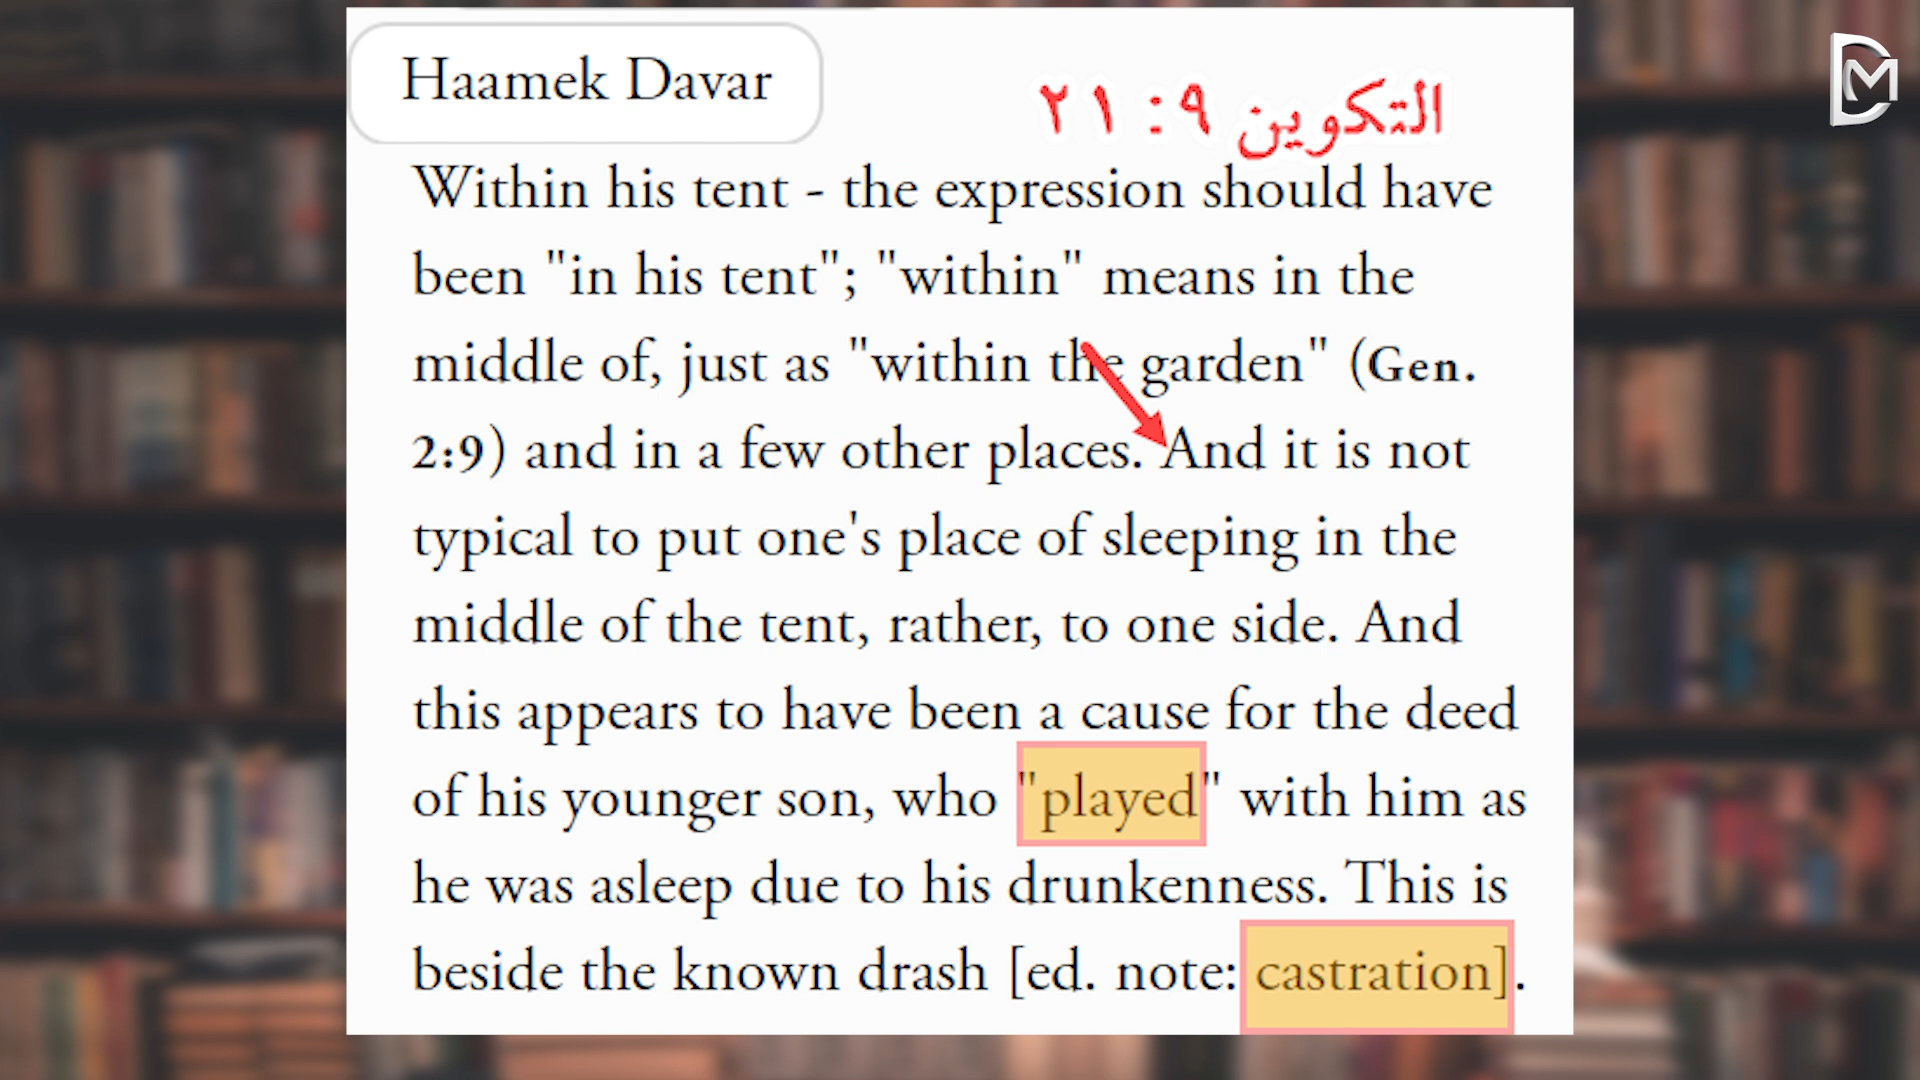 Haamek Davar
التكوين ٩ : ٢١
Within his tent - the expression should have
been "in his tent"; "within" means in the
middle of, just as "within the garden" (Gen.
2:9) and in a few other places. And it is not
typical to put one's place of sleeping in the
middle of the tent, rather, to one side. And
this appears to have been a cause for the deed
of his younger son, who "played" with him as
he was asleep due to his drunkenness. This is
beside the known drash [ed. note: castration].
DM